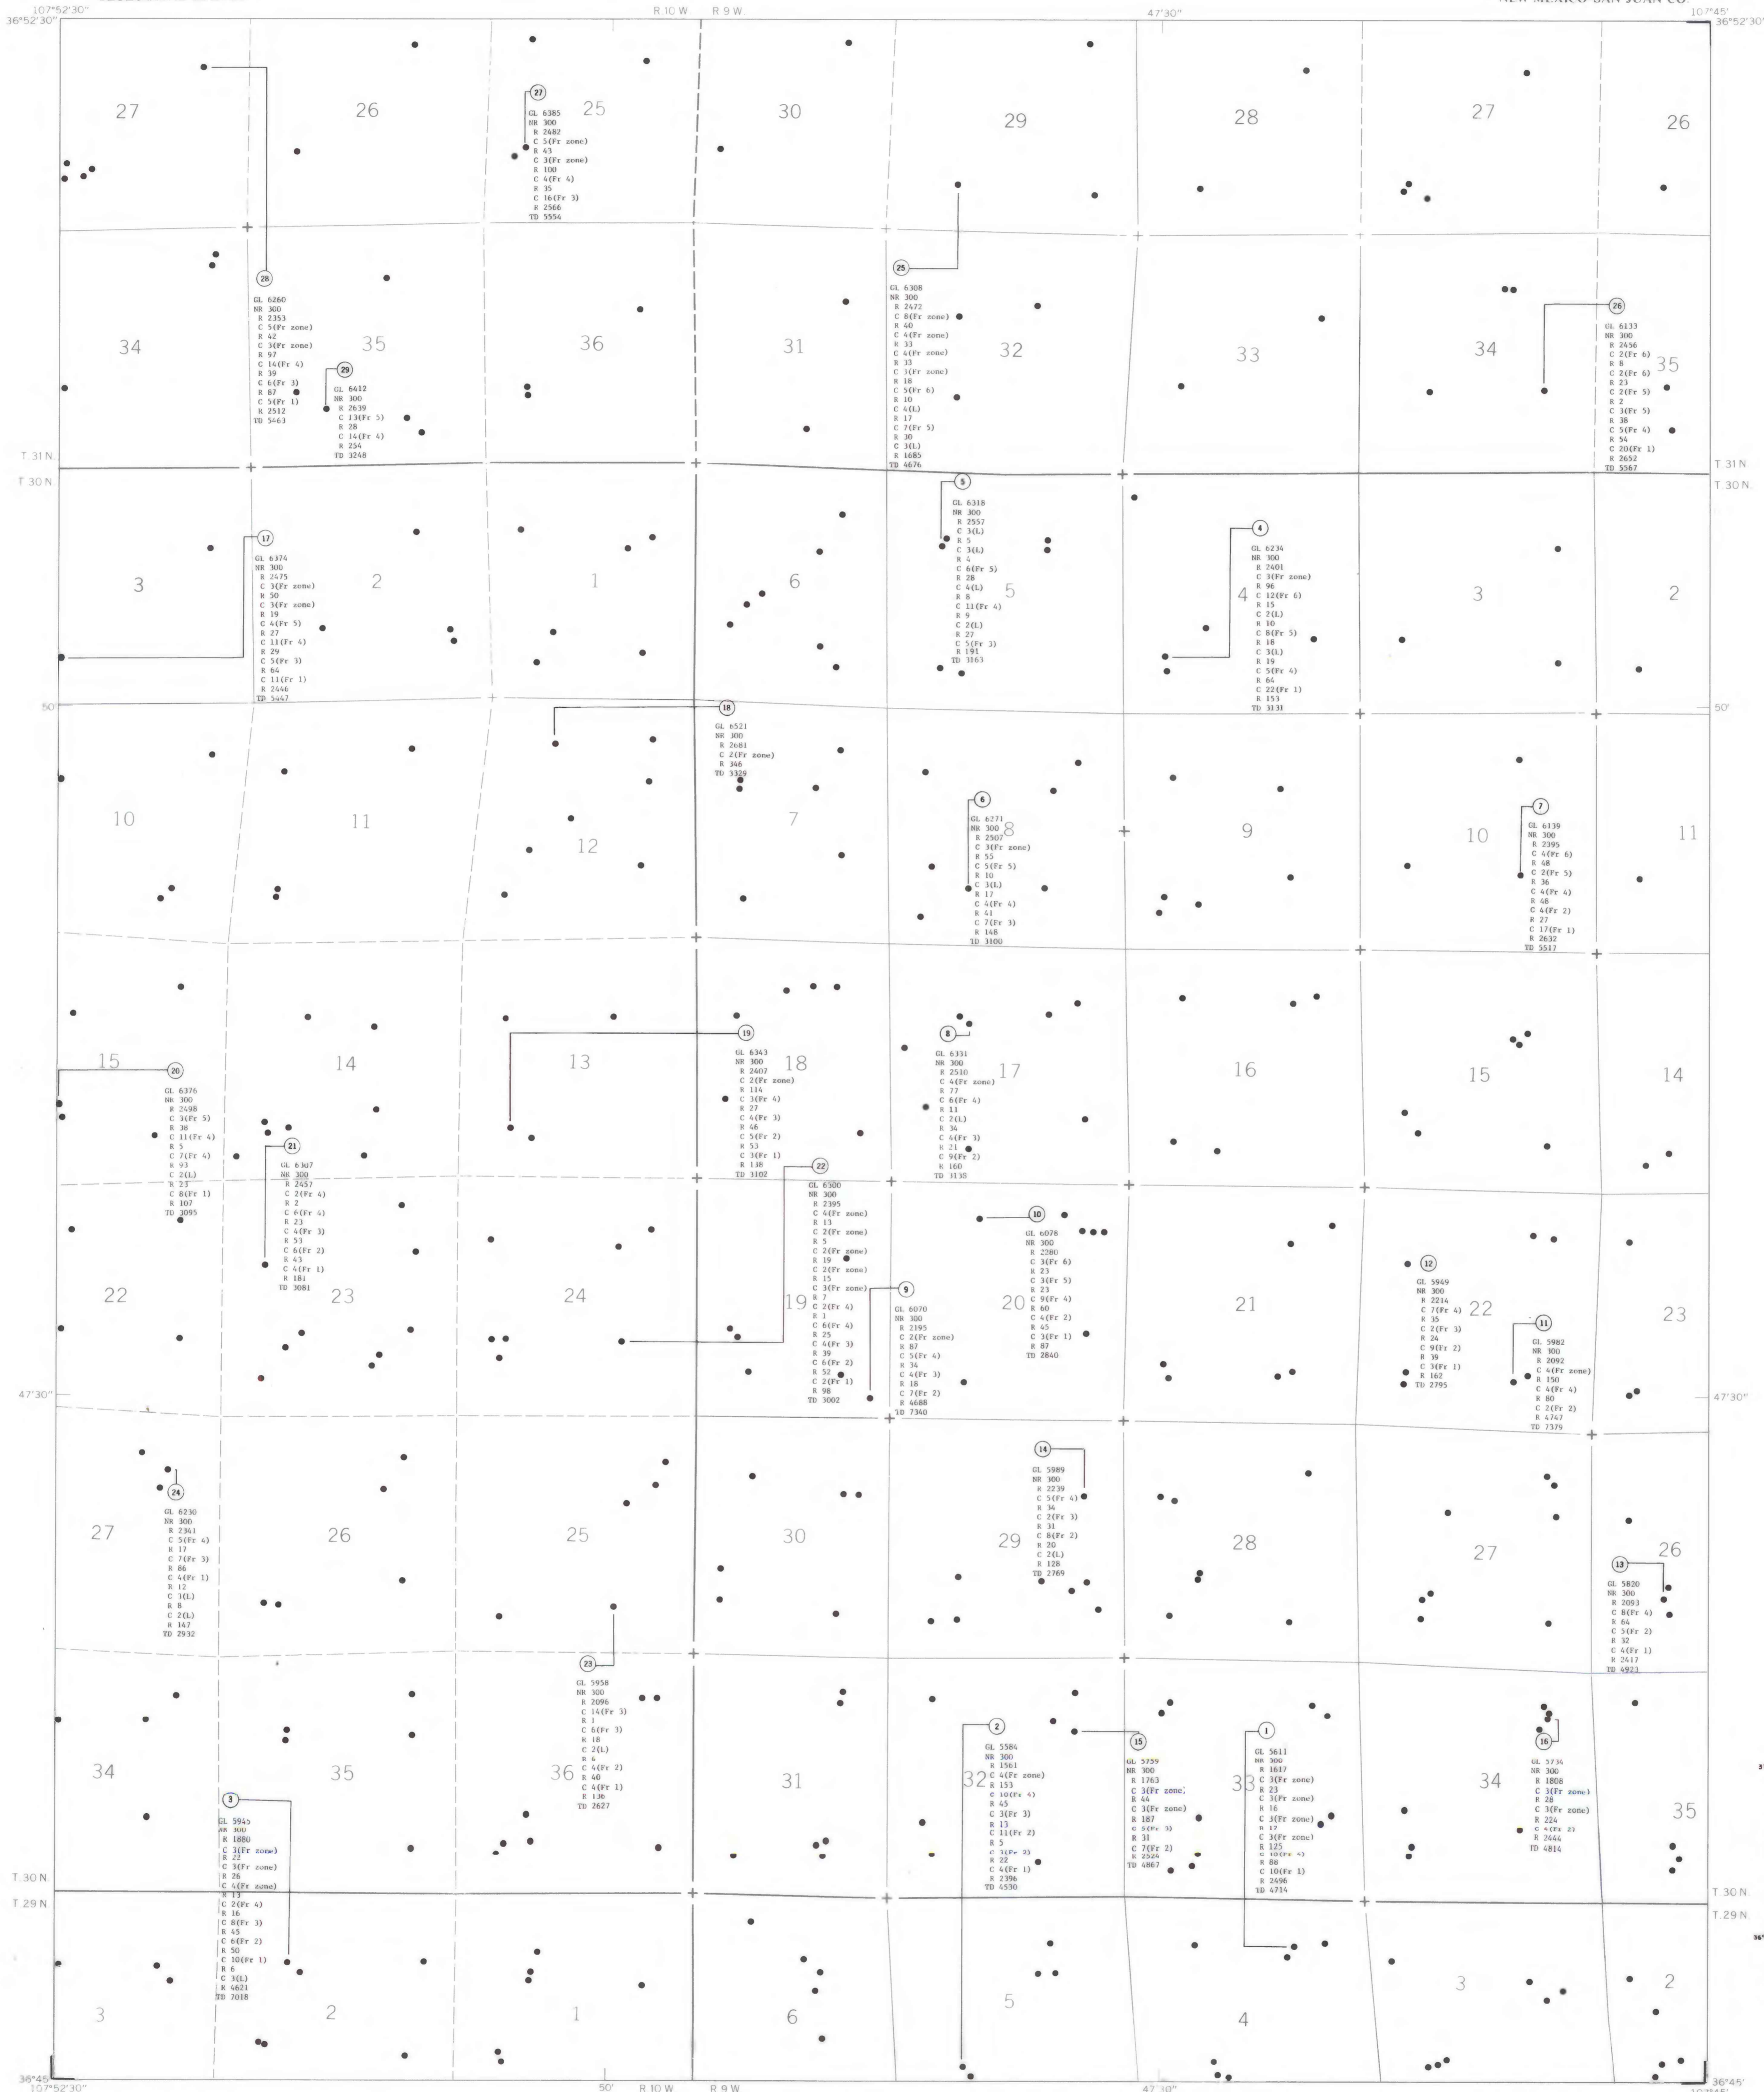 107°52'30" R.10 W. R.9 W. 47'30" 107°45'
NEW MEXICO-SAN JUAN CO.
36°52'30" 36°52'30"
27 26 25 30 29 28 27 26
27
GL 6385
NR 300
R 2482
C 5(Fr zone)
R 43
C 3(Fr zone)
R 100
C 4(Fr 4)
R 35
C 16(Fr 3)
R 2566
TD 5554
34 35 36 31 32 33 34 35
28
GL 6260
NR 300
R 2353
C 5(Fr zone)
R 42
C 3(Fr zone)
R 97
C 14(Fr 4)
R 39
C 6(Fr 3)
R 87
C 5(Fr 1)
R 2512
TD 5463
29
GL 6412
NR 300
R 2639
C 13(Fr 5)
R 28
C 14(Fr 4)
R 254
TD 3248
25
GL 6308
NR 300
R 2472
C 8(Fr zone)
R 40
C 4(Fr zone)
R 33
C 4(Fr zone)
R 33
C 3(Fr zone)
R 18
C 5(Fr 6)
R 10
C 4(L)
R 17
C 7(Fr 5)
R 30
C 3(L)
R 1685
TD 4676
26
GL 6133
NR 300
R 2456
C 2(Fr 6)
R 8
C 2(Fr 6)
R 23
C 2(Fr 5)
R 2
C 3(Fr 5)
R 38
C 5(Fr 4)
R 54
C 20(Fr 1)
R 2652
TD 5567
T.31 N. T.31 N.
T.30 N. T.30 N.
3 2 1 6 5 4 3 2
17
GL 6374
NR 300
R 2475
C 3(Fr zone)
R 50
C 3(Fr zone)
R 19
C 4(Fr 5)
R 27
C 11(Fr 4)
R 29
C 5(Fr 3)
R 64
C 11(Fr 1)
R 2446
TD 5447
5
GL 6318
NR 300
R 2557
C 3(L)
R 5
C 3(L)
R 4
C 6(Fr 5)
R 28
C 4(L)
R 8
C 11(Fr 4)
R 9
C 2(L)
R 27
C 5(Fr 3)
R 191
TD 3163
4
GL 6234
NR 300
R 2401
C 3(Fr zone)
R 96
C 12(Fr 6)
R 15
C 2(L)
R 10
C 8(Fr 5)
R 18
C 3(L)
R 19
C 5(Fr 4)
R 64
C 22(Fr 1)
R 153
TD 3131
50' 50'
10 11 12 7 8 9 10 11
18
GL 6521
NR 300
R 2681
C 2(Fr zone)
R 346
TD 3329
6
GL 6271
NR 300
R 2507
C 3(Fr zone)
R 55
C 5(Fr 5)
R 10
C 3(L)
R 17
C 4(Fr 4)
R 41
C 7(Fr 3)
R 148
TD 3100
7
GL 6139
NR 300
R 2395
C 4(Fr 6)
R 48
C 2(Fr 5)
R 36
C 4(Fr 4)
R 48
C 4(Fr 2)
R 27
C 17(Fr 1)
R 2632
TD 5517
15 14 13 18 17 16 15 14
20
GL 6376
NR 300
R 2498
C 3(Fr 5)
R 38
C 11(Fr 4)
R 5
C 7(Fr 4)
R 93
C 2(L)
R 23
C 8(Fr 1)
R 107
TD 3095
21
GL 6307
NR 300
R 2457
C 2(Fr 4)
R 2
C 6(Fr 4)
R 23
C 4(Fr 3)
R 53
C 6(Fr 2)
R 43
C 4(Fr 1)
R 181
TD 3081
19
GL 6343
NR 300
R 2407
C 2(Fr zone)
R 114
C 3(Fr 4)
R 27
C 4(Fr 3)
R 46
C 5(Fr 2)
R 53
C 3(Fr 1)
R 138
TD 3102
8
GL 6331
NR 300
R 2510
C 4(Fr zone)
R 77
C 6(Fr 4)
R 11
C 2(L)
R 34
C 4(Fr 3)
R 21
C 9(Fr 2)
R 160
TD 3135
22 23 24 19 20 21 22 23
22
GL 6300
NR 300
R 2395
C 4(Fr zone)
R 13
C 2(Fr zone)
R 5
C 2(Fr zone)
R 19
C 2(Fr zone)
R 15
C 3(Fr zone)
R 7
C 2(Fr 4)
R 1
C 6(Fr 4)
R 25
C 4(Fr 3)
R 39
C 6(Fr 2)
R 52
C 2(Fr 1)
R 98
TD 3002
9
GL 6070
NR 300
R 2195
C 2(Fr zone)
R 87
C 5(Fr 4)
R 34
C 4(Fr 3)
R 18
C 7(Fr 2)
R 4688
TD 7340
10
GL 6078
NR 300
R 2280
C 3(Fr 6)
R 23
C 3(Fr 5)
R 23
C 9(Fr 4)
R 60
C 4(Fr 2)
R 45
C 3(Fr 1)
R 87
TD 2840
12
GL 5949
NR 300
R 2214
C 7(Fr 4)
R 35
C 2(Fr 3)
R 24
C 9(Fr 2)
R 39
C 3(Fr 1)
R 162
TD 2795
11
GL 5982
NR 300
R 2092
C 4(Fr zone)
R 150
C 4(Fr 4)
R 80
C 2(Fr 2)
R 4747
TD 7379
47'30" 47'30"
27 26 25 30 29 28 27 26
24
GL 6230
NR 300
R 2341
C 5(Fr 4)
R 17
C 7(Fr 3)
R 86
C 4(Fr 1)
R 12
C 3(L)
R 8
C 2(L)
R 147
TD 2932
14
GL 5989
NR 300
R 2239
C 5(Fr 4)
R 34
C 2(Fr 3)
R 31
C 8(Fr 2)
R 20
C 2(L)
R 128
TD 2769
13
GL 5820
NR 300
R 2093
C 8(Fr 4)
R 64
C 5(Fr 2)
R 32
C 4(Fr 1)
R 2417
TD 4923
34 35 36 31 32 33 34 35
23
GL 5958
NR 300
R 2096
C 14(Fr 3)
R 1
C 6(Fr 3)
R 18
C 2(L)
R 4
C 4(Fr 2)
R 40
C 4(Fr 1)
R 136
TD 2627
3
GL 5945
NR 300
R 1880
C 3(Fr zone)
R 22
C 3(Fr zone)
R 26
C 4(Fr zone)
R 13
C 2(Fr 4)
R 16
C 8(Fr 3)
R 45
C 6(Fr 2)
R 50
C 10(Fr 1)
R 6
C 3(L)
R 4621
TD 7018
2
GL 5584
NR 300
R 1561
C 4(Fr zone)
R 153
C 10(Fr 4)
R 45
C 3(Fr 3)
R 13
C 11(Fr 2)
R 5
C 3(Fr 2)
R 22
C 4(Fr 1)
R 2396
TD 4530
15
GL 5759
NR 300
R 1763
C 3(Fr zone)
R 44
C 3(Fr zone)
R 187
C 5(Fr 3)
R 31
C 7(Fr 2)
R 2524
TD 4867
1
GL 5611
NR 300
R 1617
C 3(Fr zone)
R 23
C 3(Fr zone)
R 16
C 3(Fr zone)
R 17
C 3(Fr zone)
R 125
C 10(Fr 4)
R 88
C 10(Fr 1)
R 2496
TD 4714
16
GL 5734
NR 300
R 1808
C 3(Fr zone)
R 28
C 3(Fr zone)
R 224
C 4(Fr 2)
R 2444
TD 4814
T.30 N. T.30 N.
T.29 N. T.29 N.
36°
3 2 1 6 5 4 3 2
36°45' 36°45'
107°52'30" 50' R.10 W. R.9 W. 47'30" 107°45'